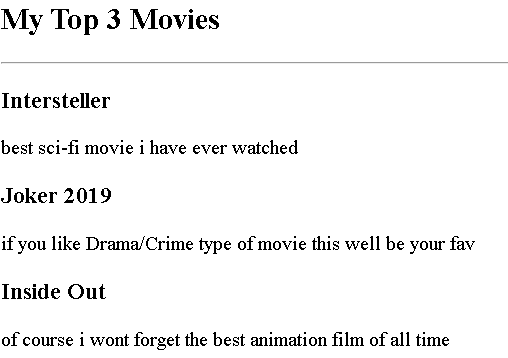 My Top 3 Movies
Intersteller
best sci-fi movie i have ever watched
Joker 2019
if you like Drama/Crime type of movie this well be your fav
Inside Out
of course i wont forget the best animation film of all time